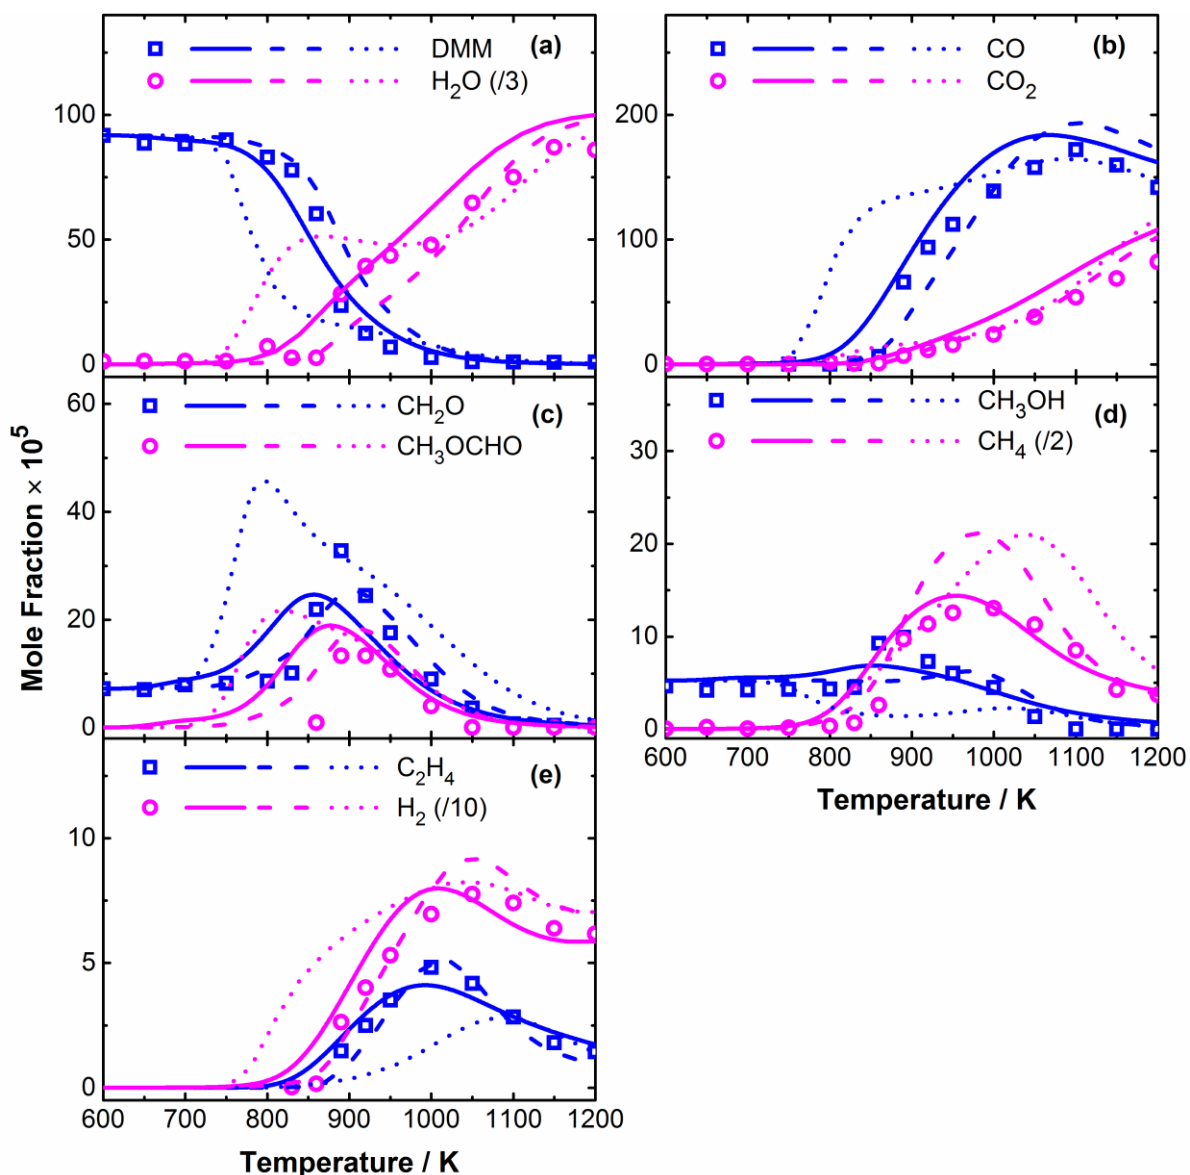 (a)
DMM
H2O (/3)
100
50
0
(b)
CO
CO2
200
100
0
(c)
CH2O
CH3OCHO
60
40
20
0
(d)
CH3OH
CH4 (/2)
30
20
10
0
600 700 800 900 1000 1100 1200
Temperature / K
(e)
C2H4
H2 (/10)
10
5
0
600 700 800 900 1000 1100 1200
Temperature / K
Mole Fraction × 10^5